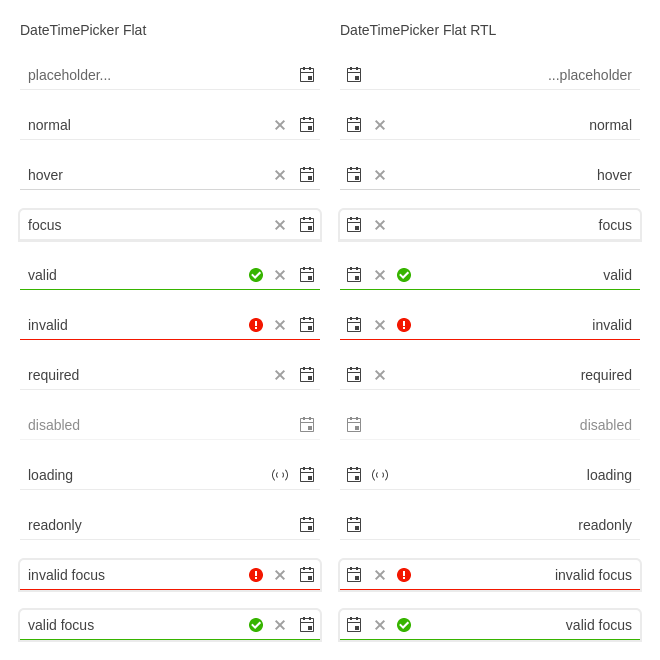 DateTimePicker Flat
placeholder...
normal
hover
focus
valid
invalid
required
disabled
loading
readonly
invalid focus
valid focus
DateTimePicker Flat RTL
...placeholder
normal
hover
focus
valid
invalid
required
disabled
loading
readonly
invalid focus
valid focus